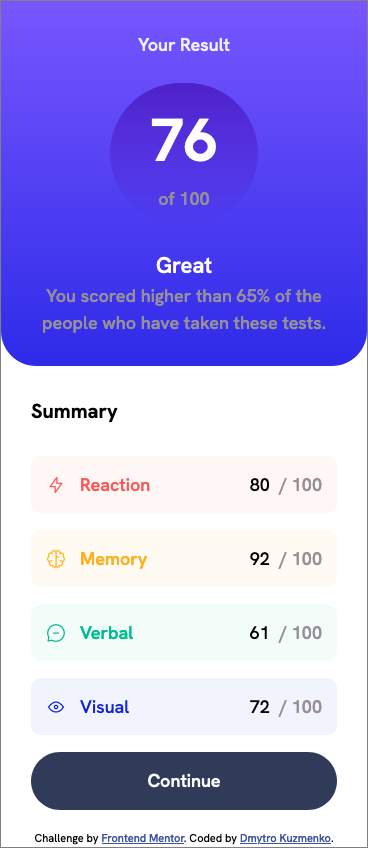 Your Result
76
of 100
Great
You scored higher than 65% of the
people who have taken these tests.
Summary
Reaction 80 / 100
Memory 92 / 100
Verbal 61 / 100
Visual 72 / 100
Continue
Challenge by Frontend Mentor. Coded by Dmytro Kuzmenko.